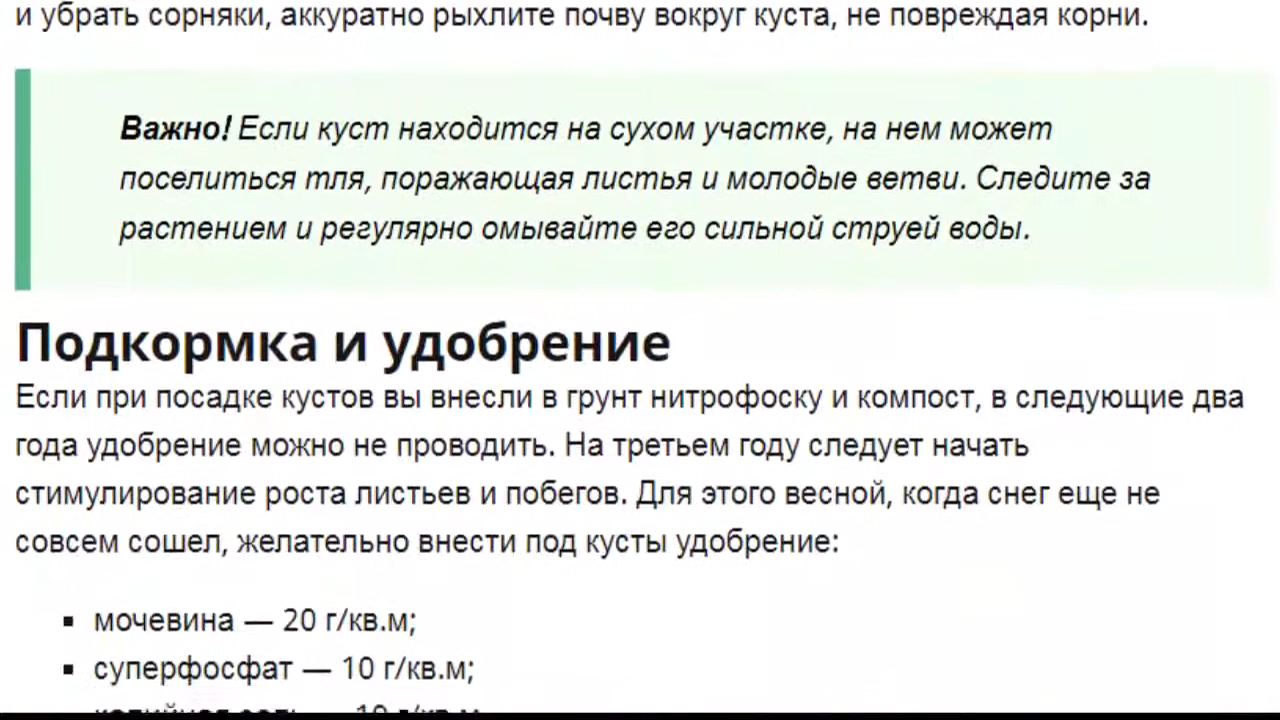 и убрать сорняки, аккуратно рыхлите почву вокруг куста, не повреждая корни.
Важно! Если куст находится на сухом участке, на нем может
поселиться тля, поражающая листья и молодые ветви. Следите за
растением и регулярно омывайте его сильной струей воды.
Подкормка и удобрение
Если при посадке кустов вы внесли в грунт нитрофоску и компост, в следующие два
года удобрение можно не проводить. На третьем году следует начать
стимулирование роста листьев и побегов. Для этого весной, когда снег еще не
совсем сошел, желательно внести под кусты удобрение:
▪ мочевина — 20 г/кв.м;
▪ суперфосфат — 10 г/кв.м;